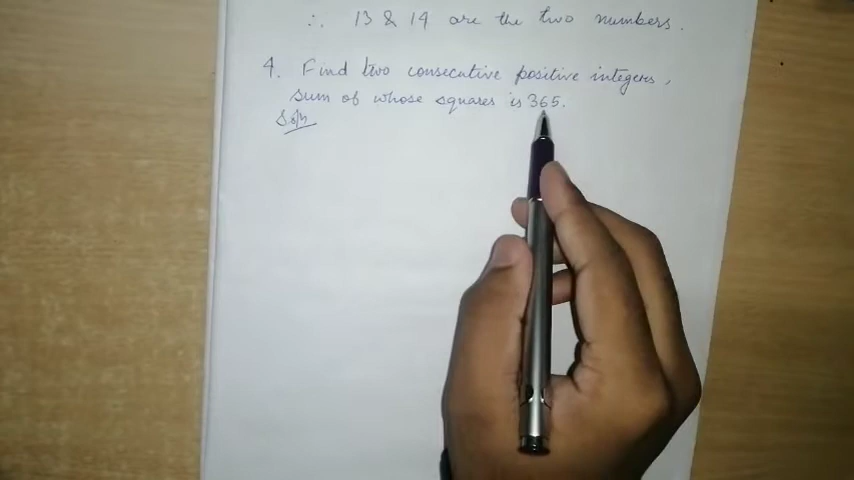 ∴ 13 & 14 are the two numbers.
4. Find two consecutive positive integers,
sum of whose squares is 365.
Soln